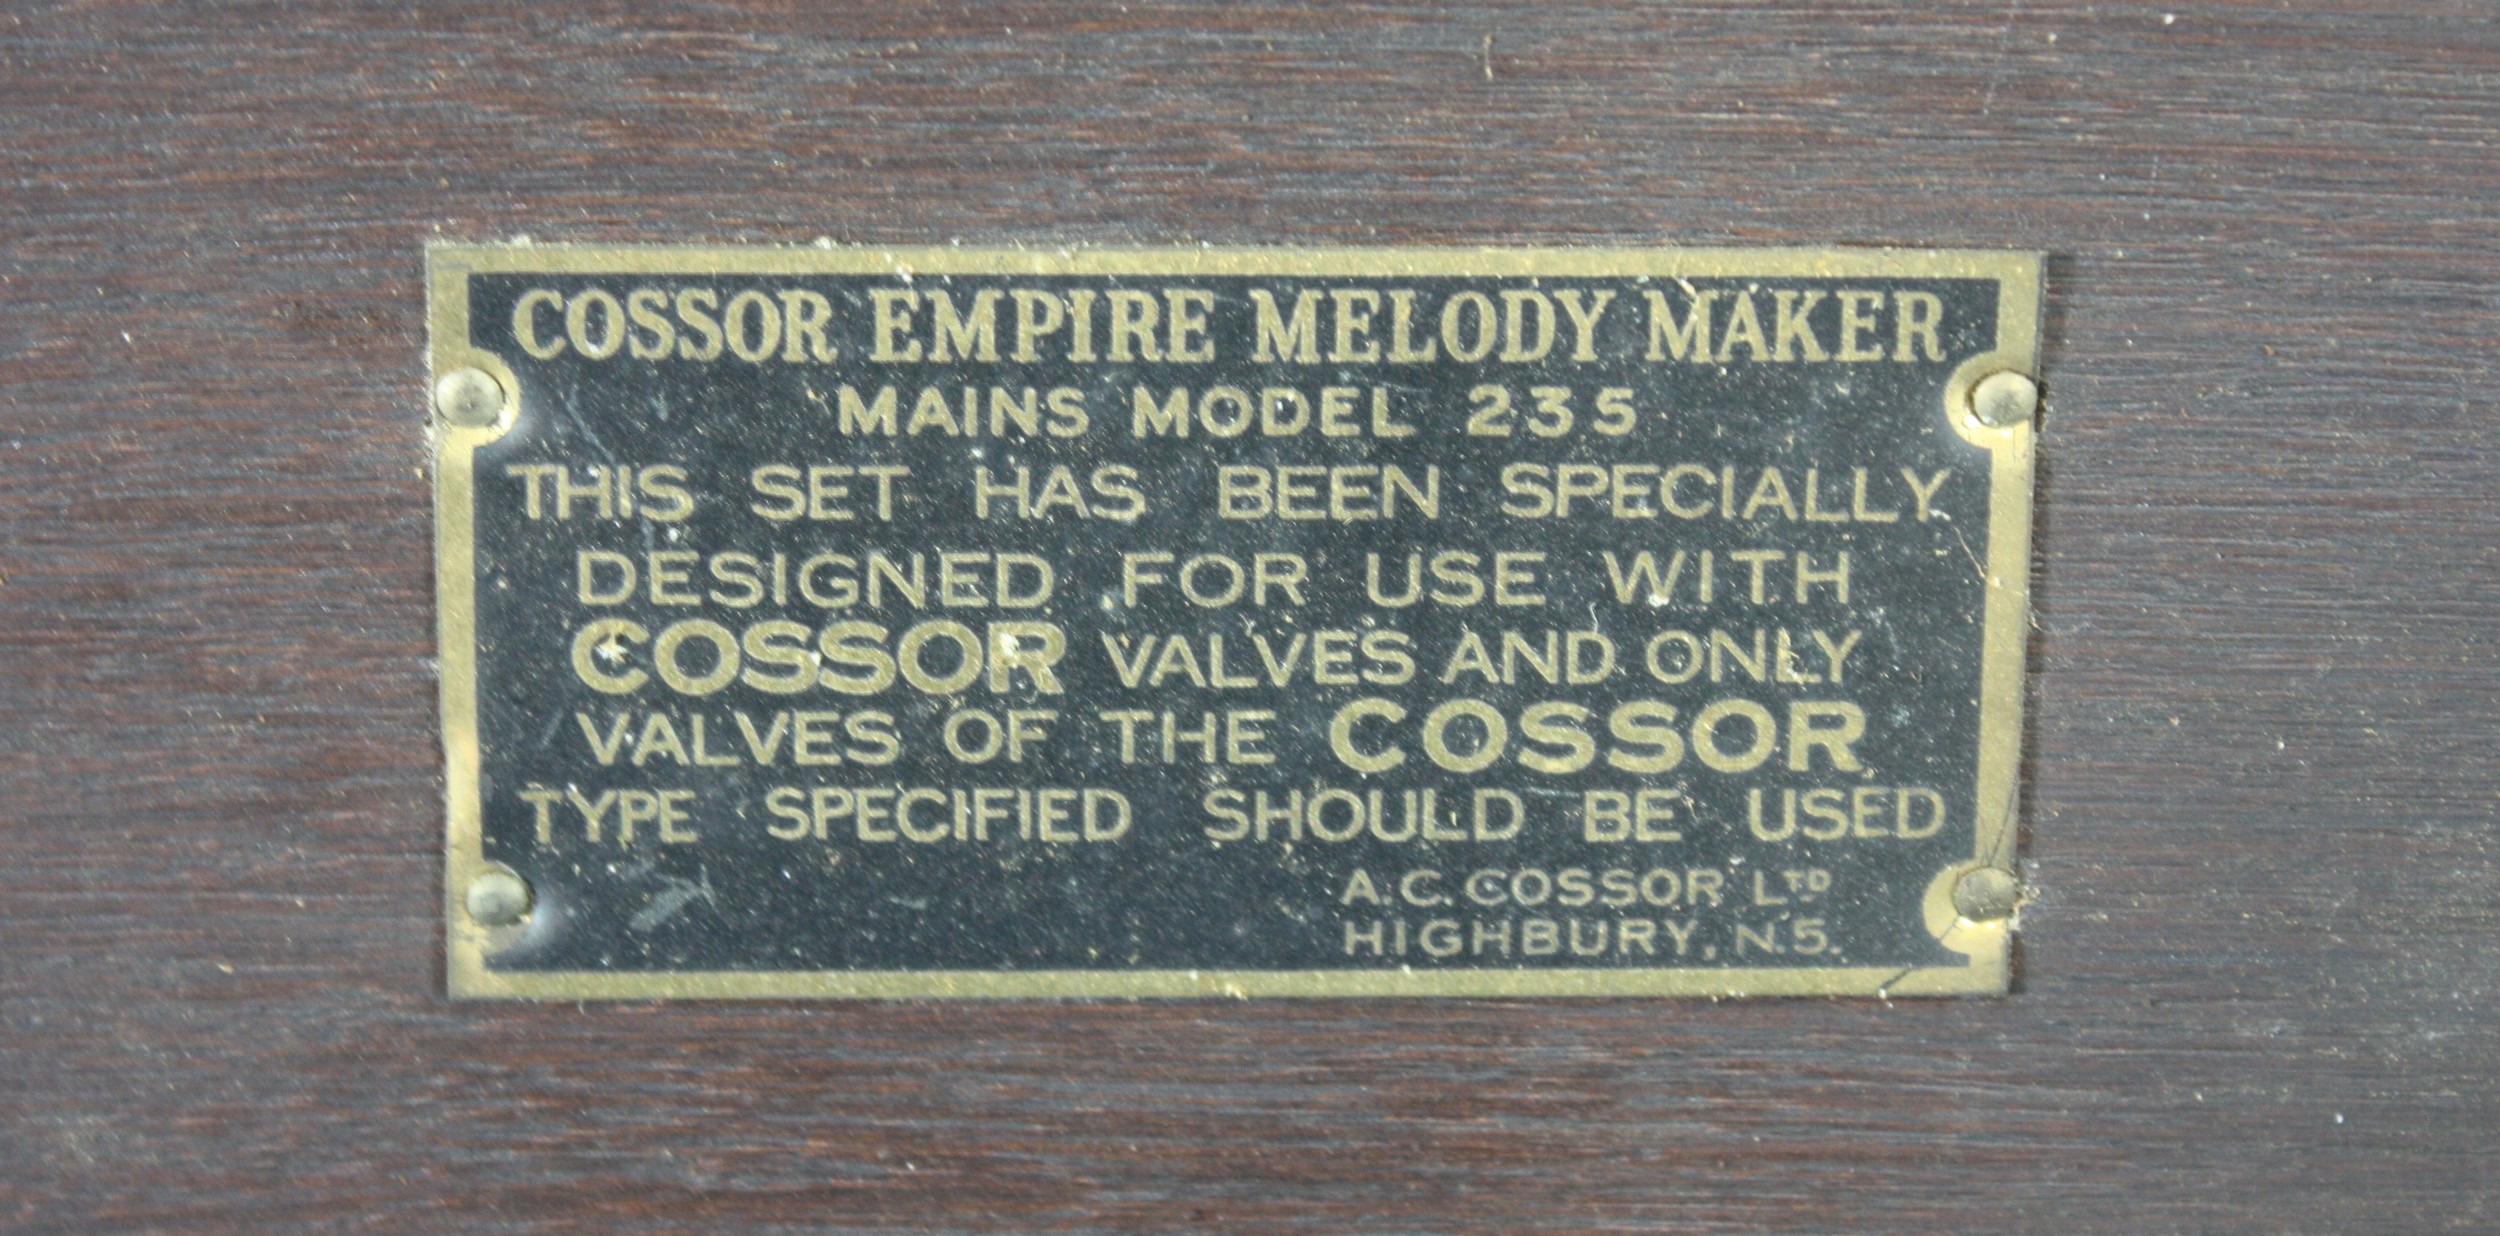 COSSOR EMPIRE MELODY MAKER
MAINS MODEL 235
THIS SET HAS BEEN SPECIALLY
DESIGNED FOR USE WITH
COSSOR VALVES AND ONLY
VALVES OF THE COSSOR
TYPE SPECIFIED SHOULD BE USED
A.C. COSSOR LTD
HIGHBURY, N.5.